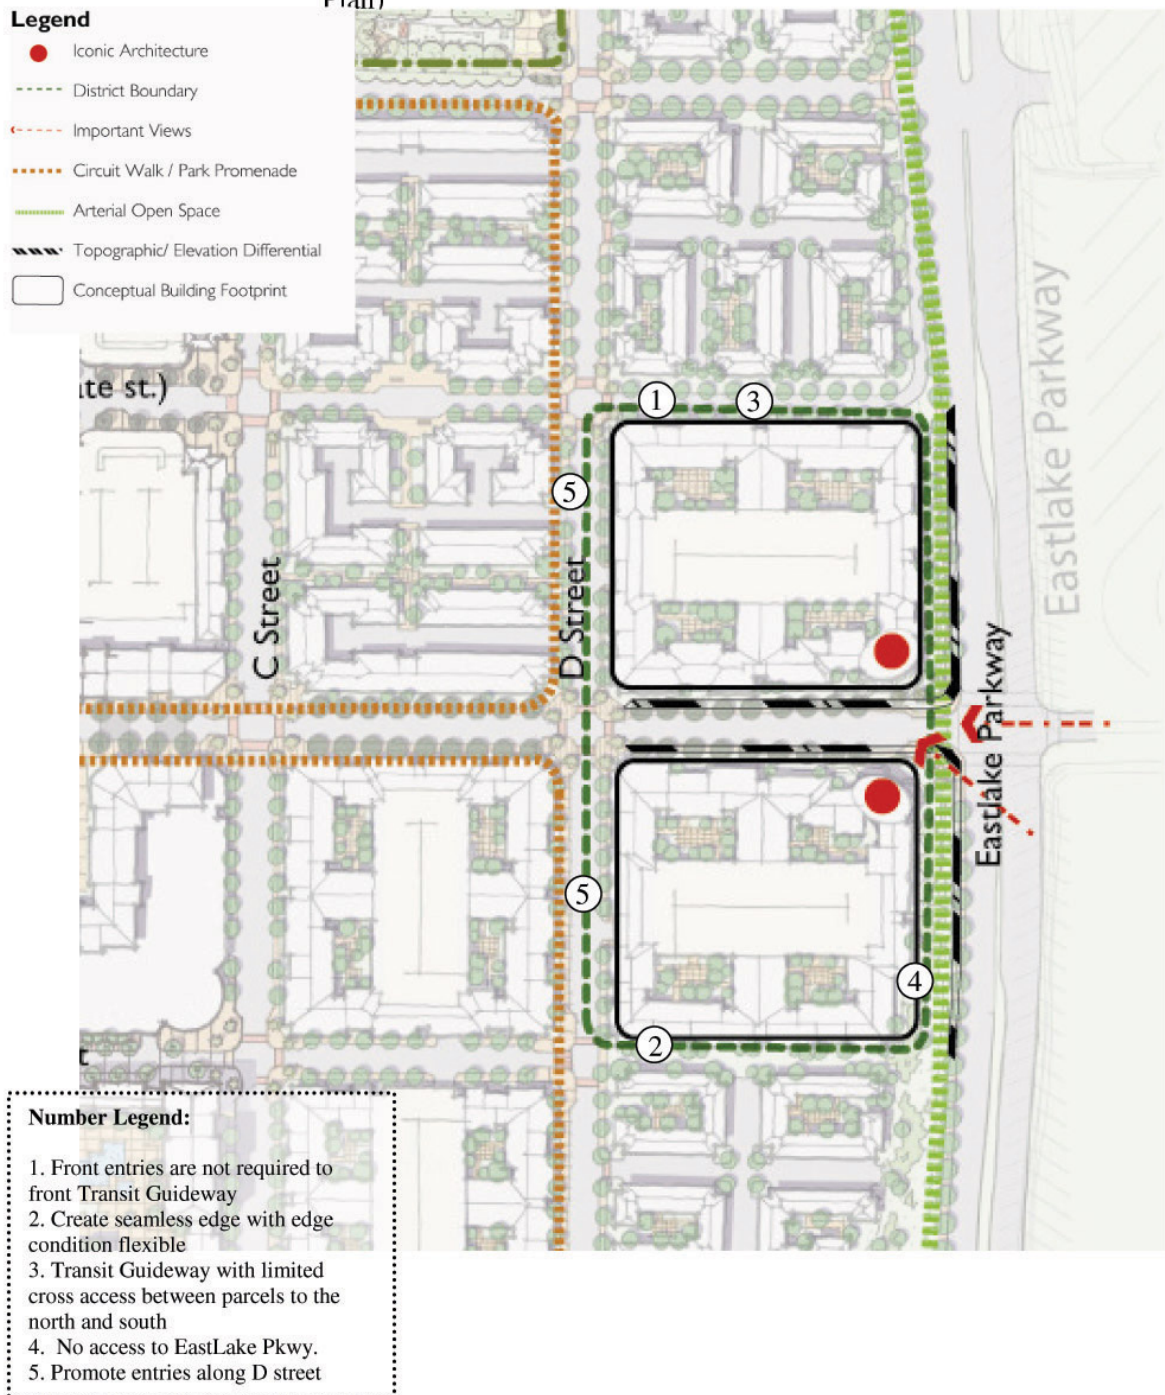 Plan)
Legend
Iconic Architecture
District Boundary
Important Views
Circuit Walk / Park Promenade
Arterial Open Space
Topographic/ Elevation Differential
Conceptual Building Footprint
te st.)
C Street
D Street
Eastlake Parkway
Eastlake Parkway
1
3
5
5
4
2
t
Number Legend:
1. Front entries are not required to
front Transit Guideway
2. Create seamless edge with edge
condition flexible
3. Transit Guideway with limited
cross access between parcels to the
north and south
4. No access to EastLake Pkwy.
5. Promote entries along D street